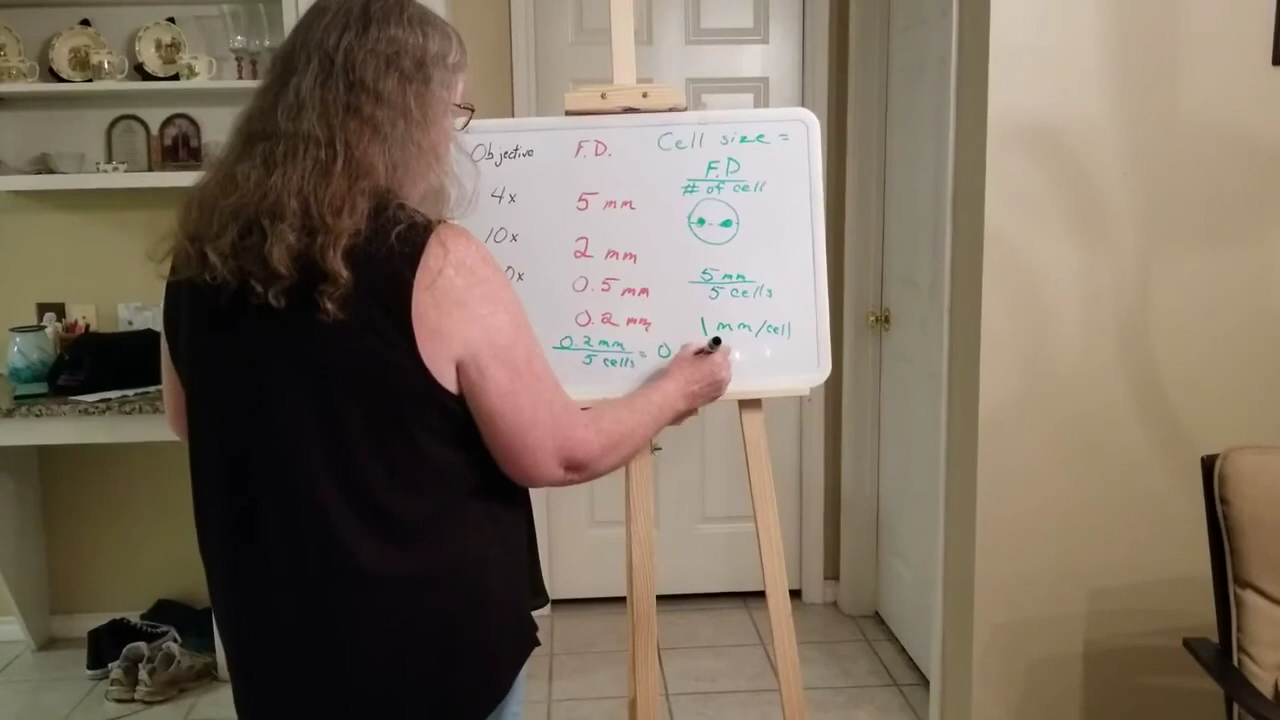 Objective F.D. Cell size =
F.D
# of cell
4x 5 mm
10x 2 mm
0x 0.5 mm 5 mm
5 cells
0.2 mm 1 mm/cell
0.2 mm
5 cells = 0